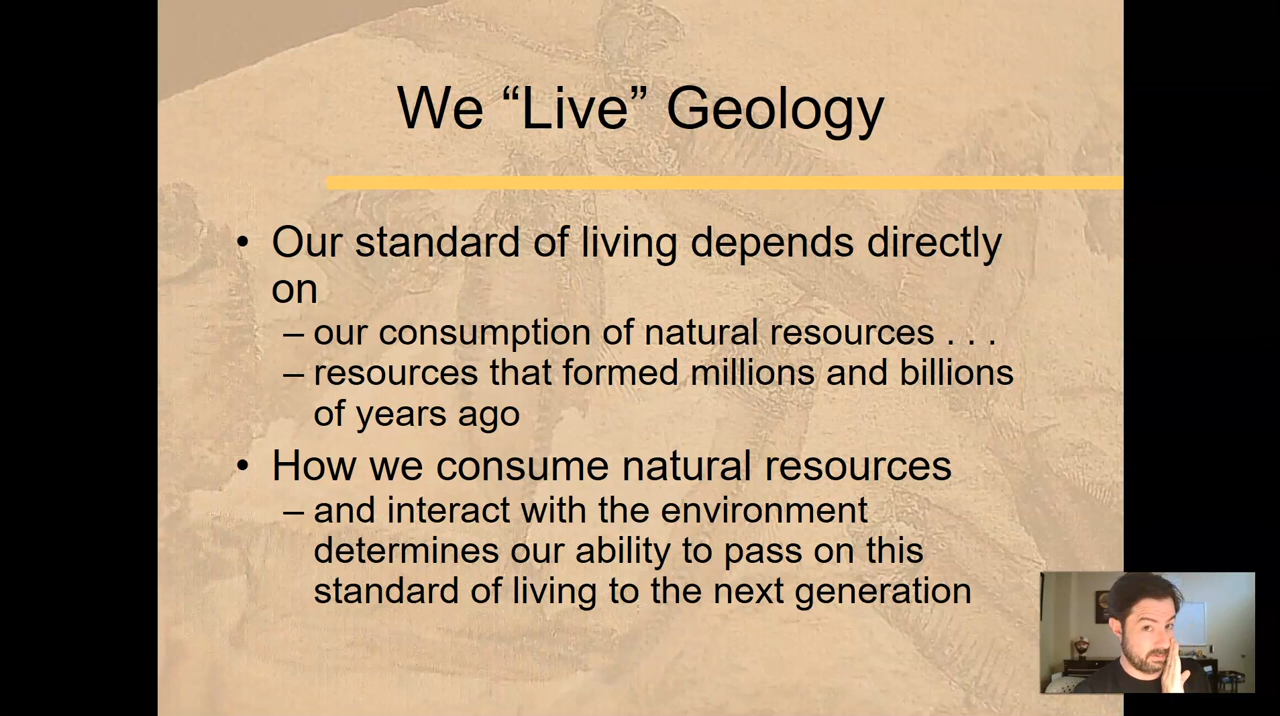 We “Live” Geology
• Our standard of living depends directly
on
– our consumption of natural resources . . .
– resources that formed millions and billions
of years ago
• How we consume natural resources
– and interact with the environment
determines our ability to pass on this
standard of living to the next generation